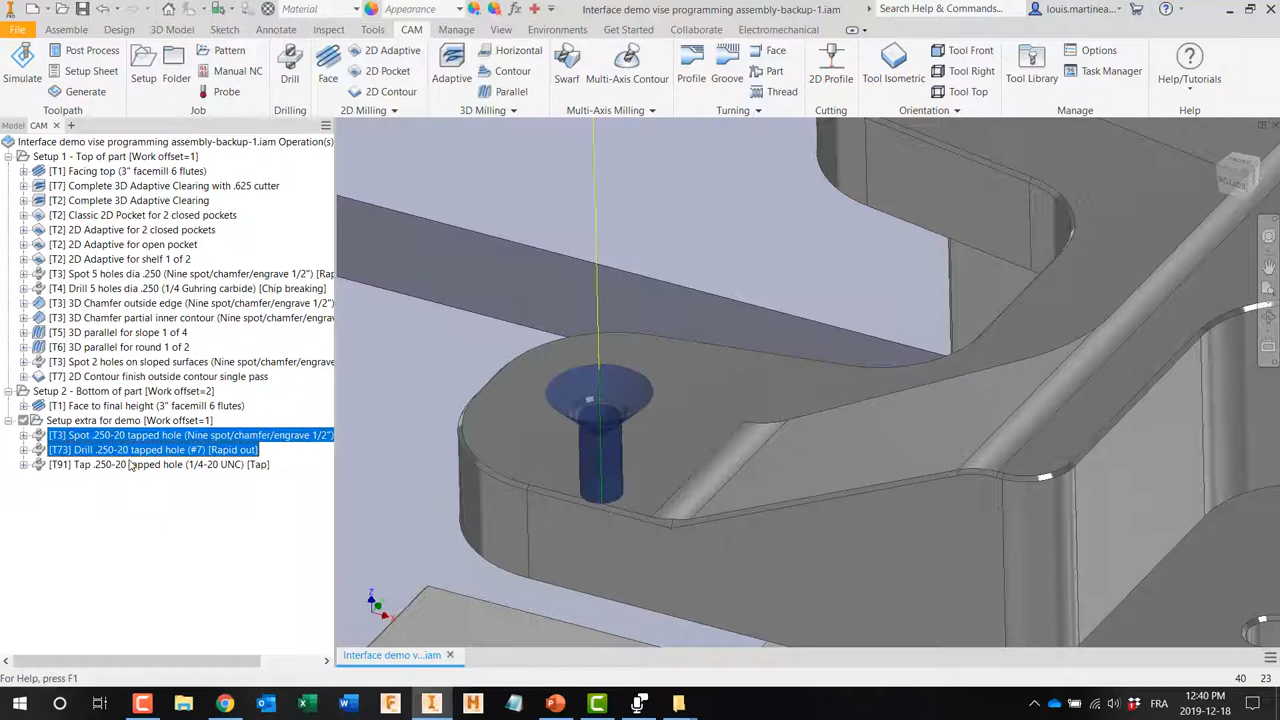 Material
Appearance
Interface demo vise programming assembly-backup-1.iam
Search Help & Commands...
louis.martinea...
File
Assemble
Design
3D Model
Sketch
Annotate
Inspect
CAM
Tools
Manage
View
Environments
Get Started
Collaborate
Electromechanical
Simulate
Post Process
Setup Sheet
Generate
Toolpath
Setup
Folder
Pattern
Manual NC
Probe
Job
Drill
Drilling
Face
2D Adaptive
2D Pocket
2D Contour
2D Milling
Adaptive
Horizontal
Contour
Parallel
3D Milling
Swarf
Multi-Axis Contour
Multi-Axis Milling
Profile
Groove
Face
Part
Thread
Turning
2D Profile
Cutting
Tool Isometric
Tool Front
Tool Right
Tool Top
Orientation
Tool Library
Options
Task Manager
Manage
Help/Tutorials
Help
Model
CAM
Interface demo vise programming assembly-backup-1.iam Operation(s)
Setup 1 - Top of part [Work offset=1]
[T1] Facing top (3" facemill 6 flutes)
[T7] Complete 3D Adaptive Clearing with .625 cutter
[T2] Complete 3D Adaptive Clearing
[T2] Classic 2D Pocket for 2 closed pockets
[T2] 2D Adaptive for 2 closed pockets
[T2] 2D Adaptive for open pocket
[T2] 2D Adaptive for shelf 1 of 2
[T3] Spot 5 holes dia .250 (Nine spot/chamfer/engrave 1/2") [Rap
[T4] Drill 5 holes dia .250 (1/4 Guhring carbide) [Chip breaking]
[T3] 3D Chamfer outside edge (Nine spot/chamfer/engrave 1/2")
[T3] 3D Chamfer partial inner contour (Nine spot/chamfer/engrave
[T5] 3D parallel for slope 1 of 4
[T6] 3D parallel for round 1 of 2
[T3] Spot 2 holes on sloped surfaces (Nine spot/chamfer/engrave
[T7] 2D Contour finish outside contour single pass
Setup 2 - Bottom of part [Work offset=2]
[T1] Face to final height (3" facemill 6 flutes)
Setup extra for demo [Work offset=1]
[T3] Spot .250-20 tapped hole (Nine spot/chamfer/engrave 1/2")
[T73] Drill .250-20 tapped hole (#7) [Rapid out]
[T91] Tap .250-20 tapped hole (1/4-20 UNC) [Tap]
Z
X
Interface demo v...iam
For Help, press F1
40
23
FRA
12:40 PM
2019-12-18